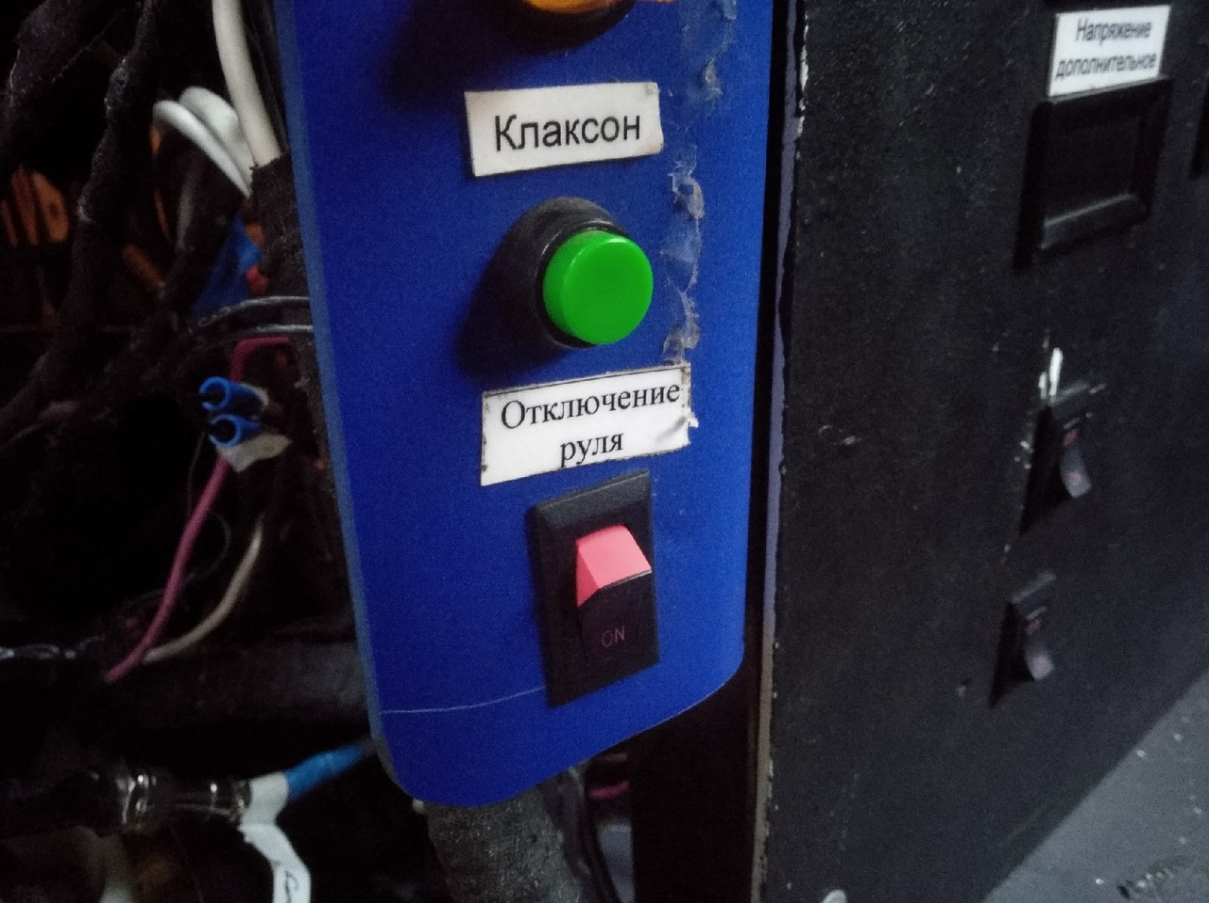 Напряжение
дополнительное
Клаксон
Отключение
руля
ON